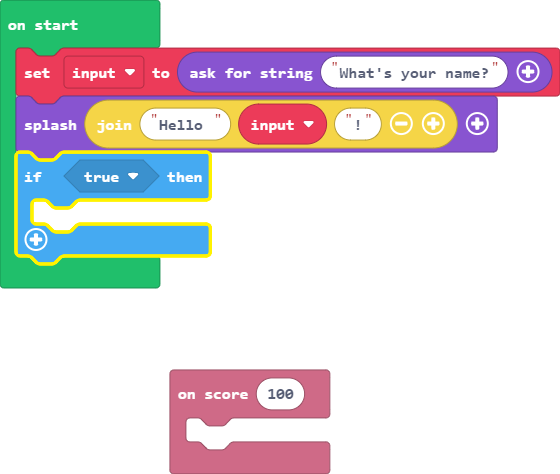 on start
set input to ask for string "What's your name?"
splash join "Hello " input "!"
if true then
on score 100